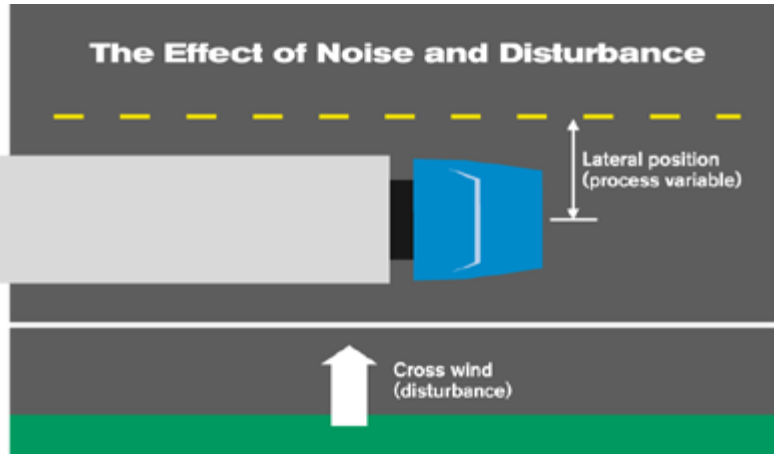 The Effect of Noise and Disturbance
Lateral position
(process variable)
Cross wind
(disturbance)